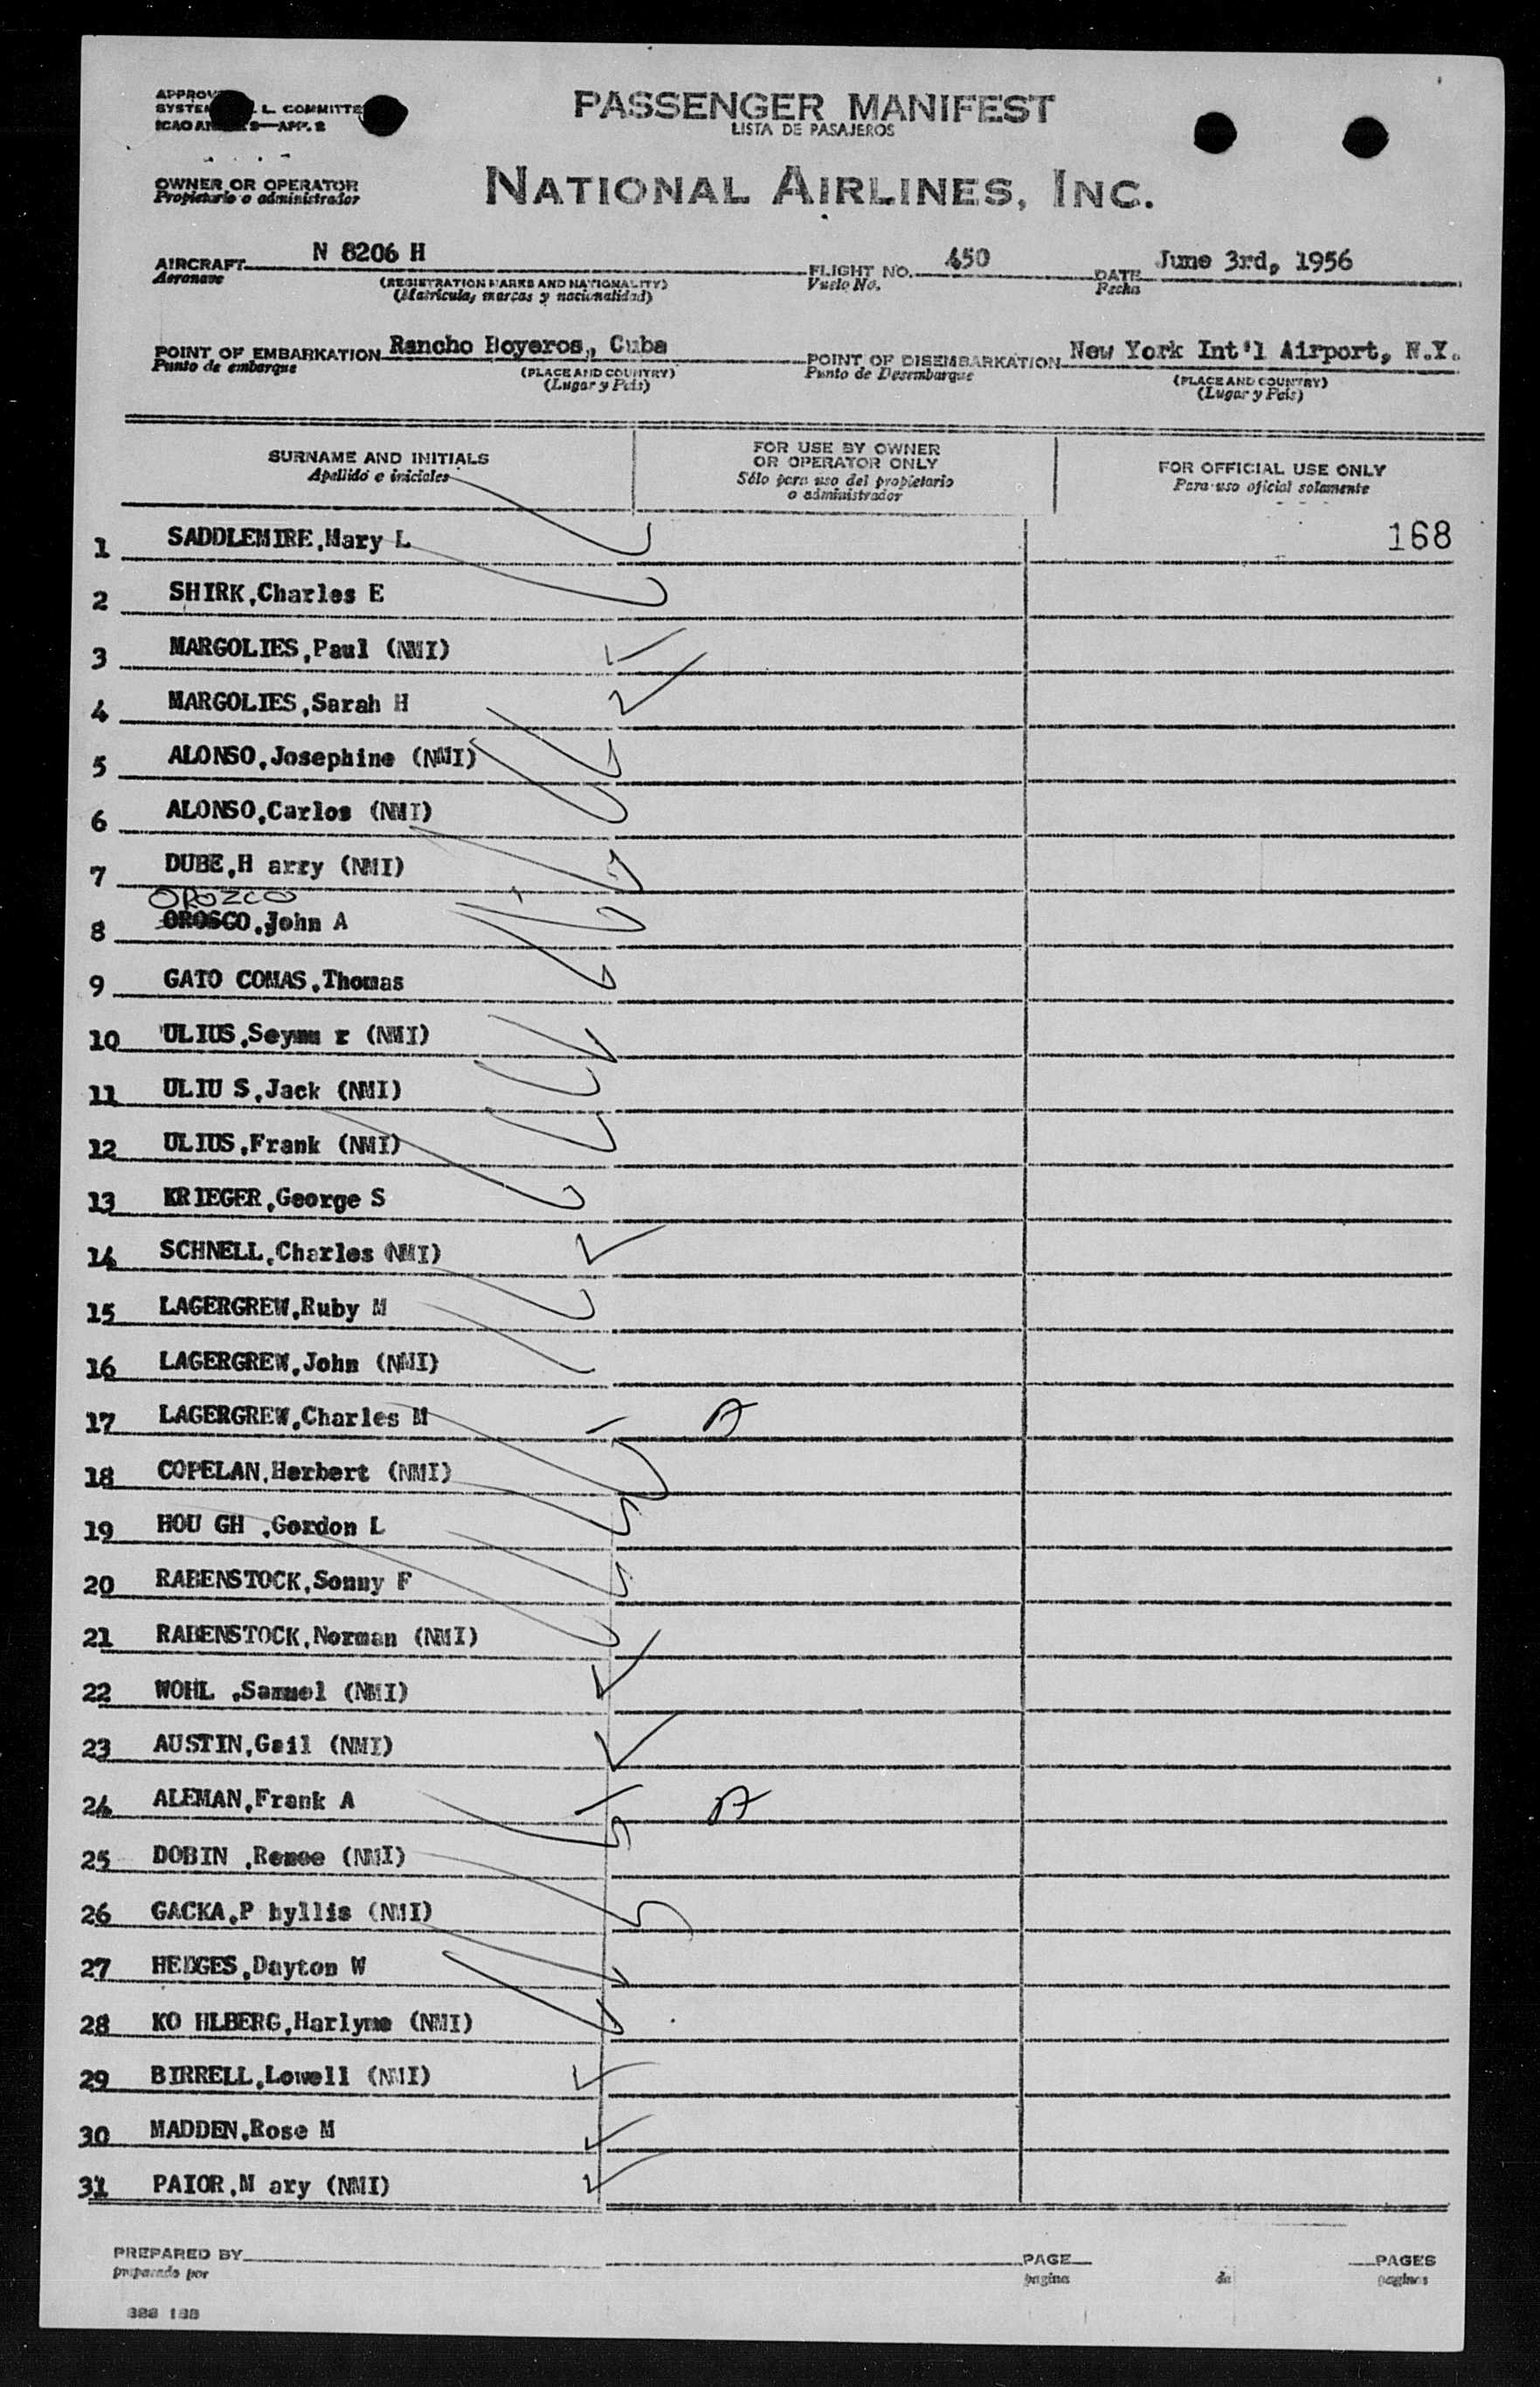 PASSENGER MANIFEST
LISTA DE PASAJEROS
L. COMMITTE
OWNER OR OPERATOR
Propietario o administrador
NATIONAL AIRLINES, INC.
AIRCRAFT N 8206 H FLIGHT NO. 450 DATE June 3rd, 1956
Aeronave (REGISTRATION MARKS AND NATIONALITY) Vuelo No. Fecha
(Matricula, marcas y nacionalidad)
POINT OF EMBARKATION Rancho Boyeros, Cuba POINT OF DISEMBARKATION New York Int'l Airport, N.Y.
Punto de embarque (PLACE AND COUNTRY) Punto de Desembarque (PLACE AND COUNTRY)
(Lugar y Pais) (Lugar y Pais)
SURNAME AND INITIALS FOR USE BY OWNER OR OPERATOR ONLY FOR OFFICIAL USE ONLY
Apellido e iniciales Sólo para uso del propietario o administrador Para uso oficial solamente
1 SADDLEMIRE,Mary L 168
2 SHIRK,Charles E
3 MARGOLIES,Paul (NMI)
4 MARGOLIES,Sarah H
5 ALONSO,Josephine (NMI)
6 ALONSO,Carlos (NMI)
7 DUBE,H arry (NMI)
OROZCO
8 OROSCO,John A
9 GATO COMAS,Thomas
10 ULIUS,Seymu r (NMI)
11 ULIU S,Jack (NMI)
12 ULIUS,Frank (NMI)
13 KRIEGER,George S
14 SCHNELL,Charles (NMI)
15 LAGERGREW,Ruby M
16 LAGERGREW,John (NMI)
17 LAGERGREW,Charles M A
18 COPELAN,Herbert (NMI)
19 HOU GH ,Gordon L
20 RABENSTOCK,Sonny F
21 RABENSTOCK,Norman (NMI)
22 WOHL ,Samuel (NMI)
23 AUSTIN,Gail (NMI)
24 ALEMAN,Frank A A
25 DOBIN ,Renee (NMI)
26 GACKA,P hyllis (NMI)
27 HEDGES,Dayton W
28 KO HLBERG,Harlyne (NMI)
29 BIRRELL,Lowell (NMI)
30 MADDEN,Rose M
31 PAIOR,M ary (NMI)
PREPARED BY PAGE PAGES
preparado por pagina de paginas